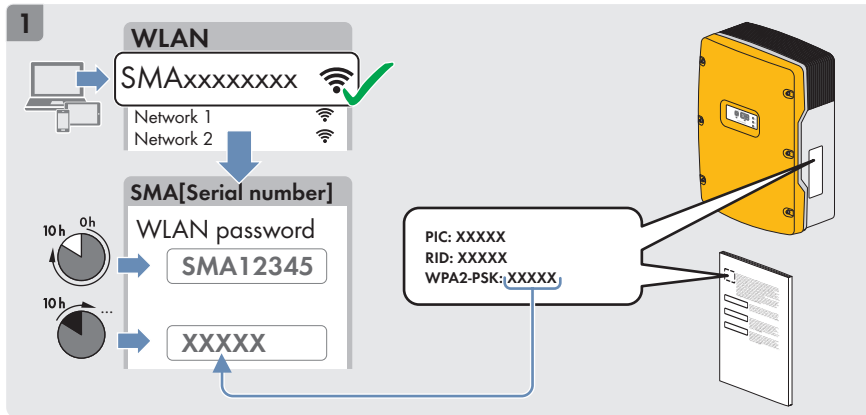 1
WLAN
SMAxxxxxxxx
Network 1
Network 2
SMA[Serial number]
WLAN password
10 h 0h
SMA12345
10 h ...
XXXXX
PIC: XXXXX
RID: XXXXX
WPA2-PSK: XXXXX